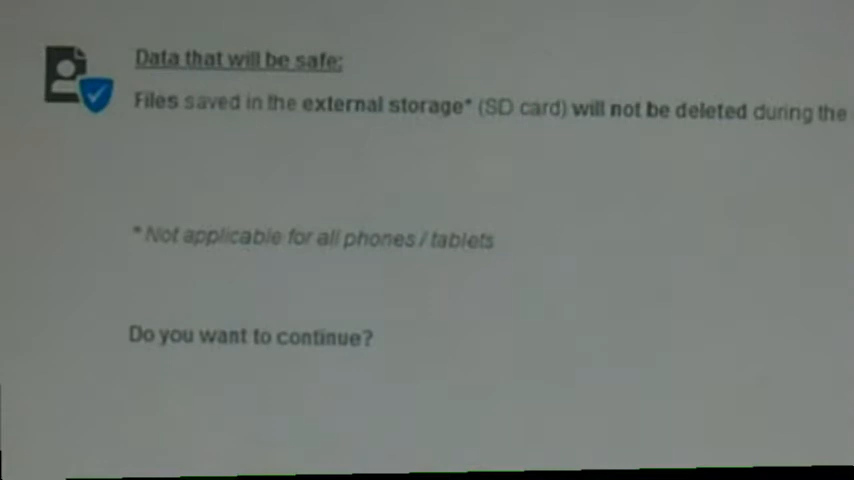 Data that will be safe:
Files saved in the external storage* (SD card) will not be deleted during the
* Not applicable for all phones / tablets
Do you want to continue?